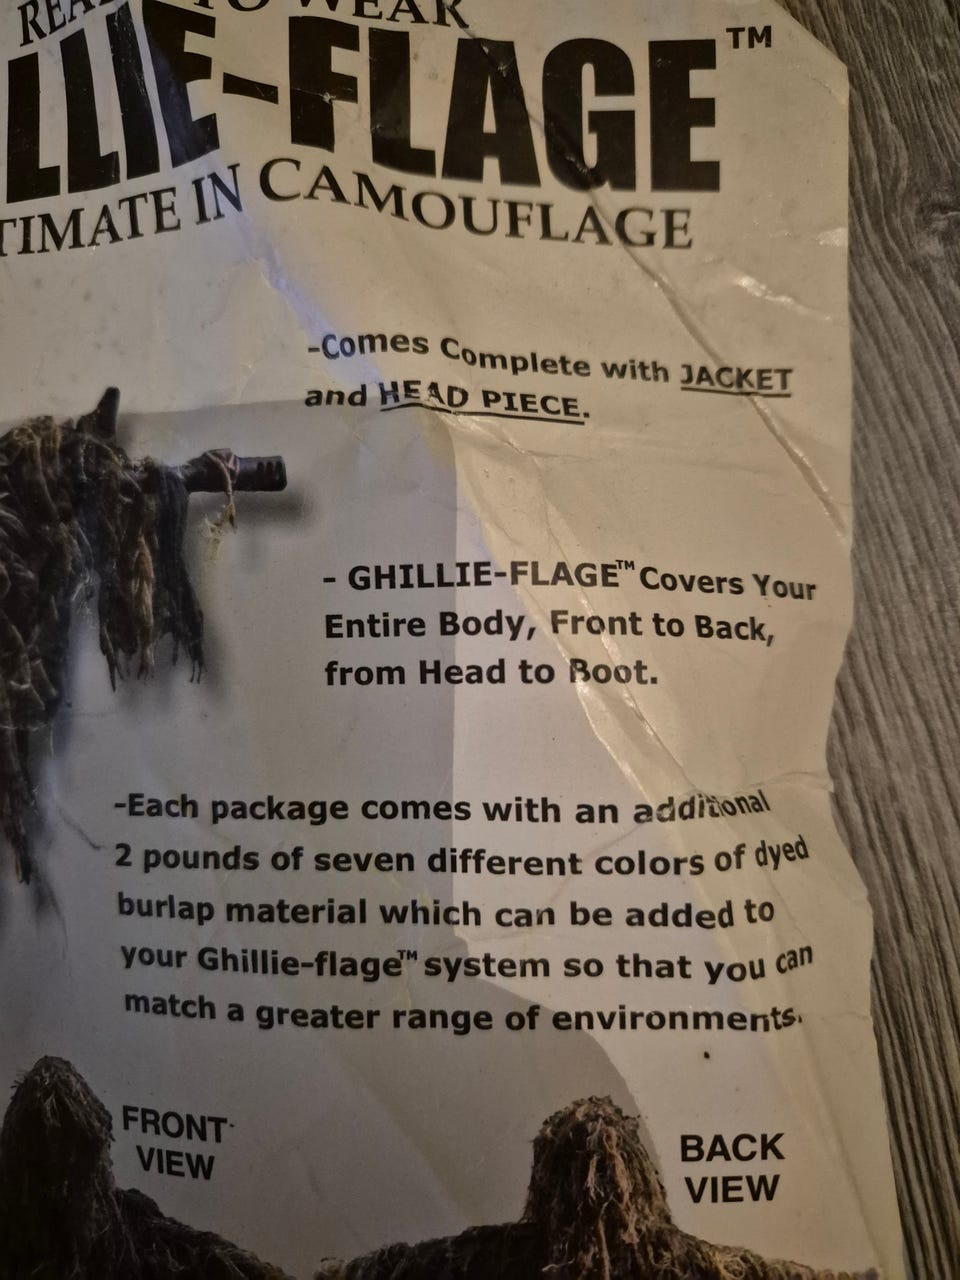 TO WEAR
LLIE-FLAGE™
TIMATE IN CAMOUFLAGE
-Comes Complete with JACKET
and HEAD PIECE.
- GHILLIE-FLAGE™ Covers Your
Entire Body, Front to Back,
from Head to Boot.
-Each package comes with an additional
2 pounds of seven different colors of dyed
burlap material which can be added to
your Ghillie-flage™ system so that you can
match a greater range of environments.
FRONT
VIEW
BACK
VIEW